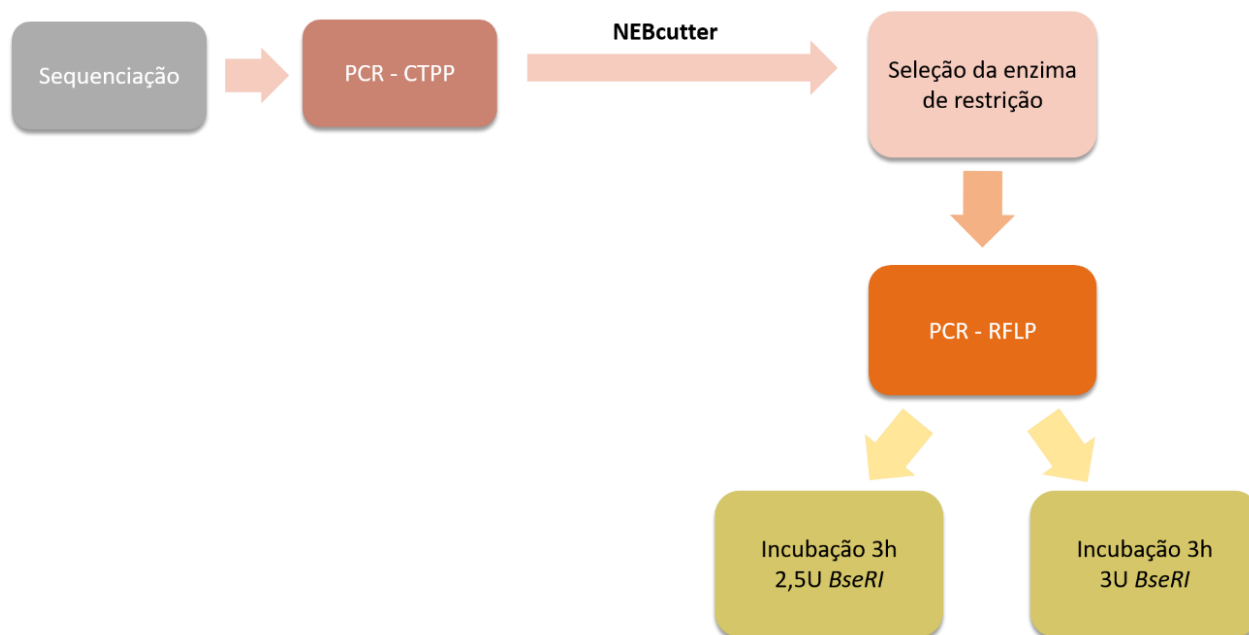 Sequenciação
PCR - CTPP
NEBcutter
Seleção da enzima
de restrição
PCR - RFLP
Incubação 3h
2,5U BseRI
Incubação 3h
3U BseRI